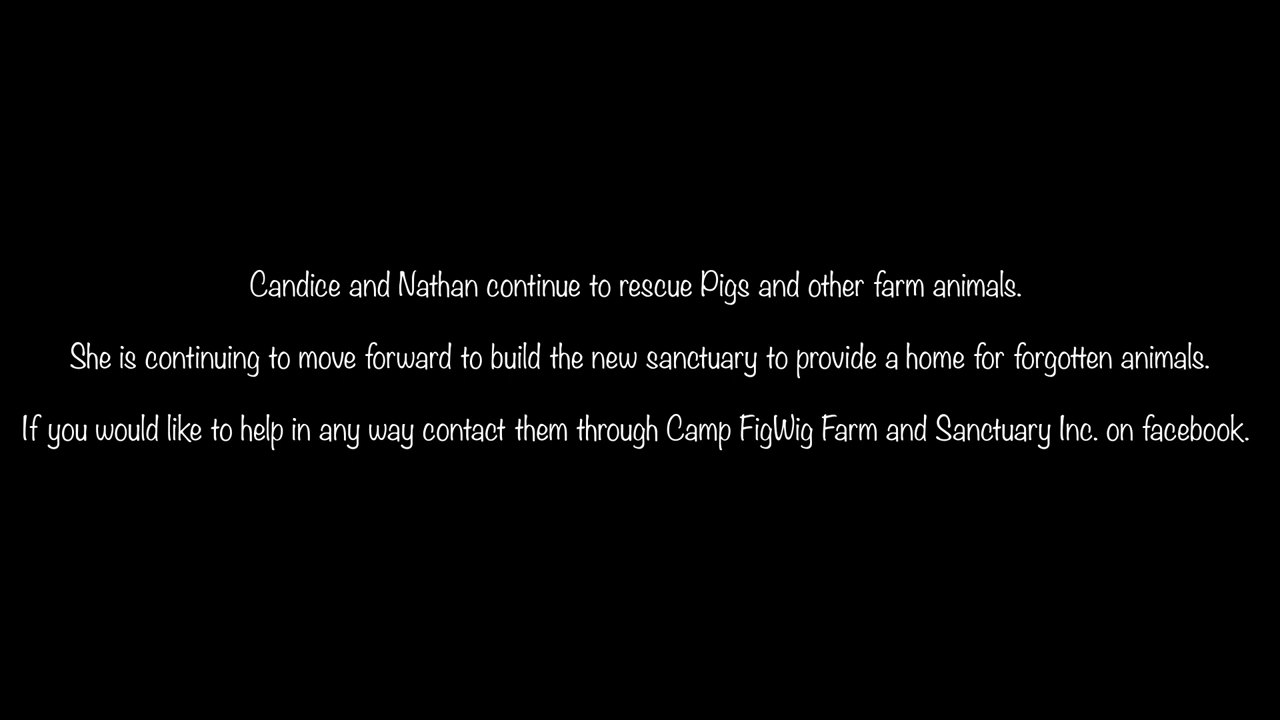 Candice and Nathan continue to rescue Pigs and other farm animals.
She is continuing to move forward to build the new sanctuary to provide a home for forgotten animals.
If you would like to help in any way contact them through Camp FigWig Farm and Sanctuary Inc. on facebook.